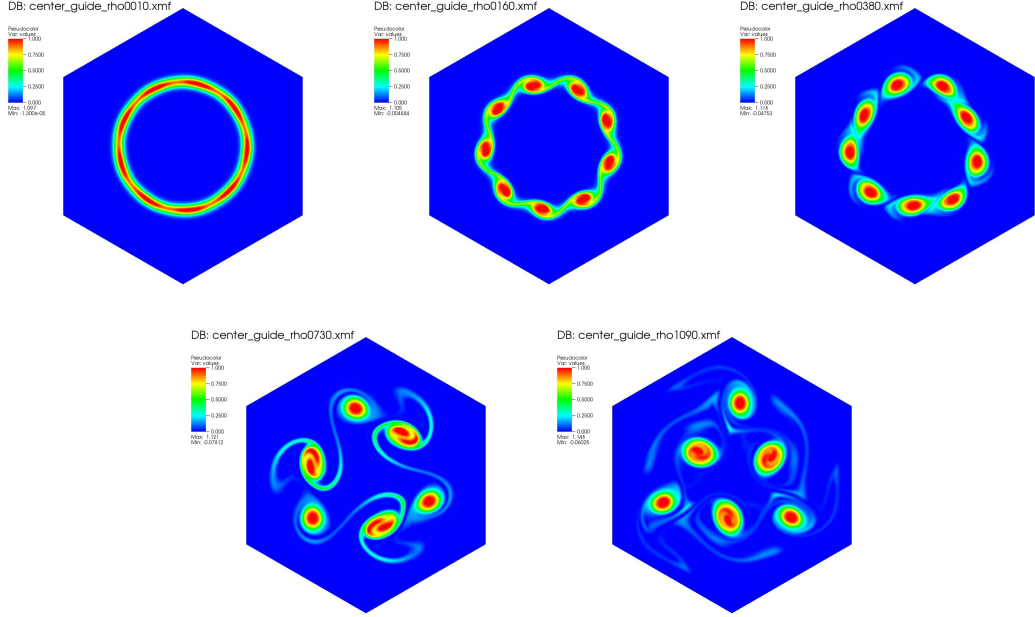 DB: center_guide_rho0010.xmf
Pseudocolor
Var: values
1.000
0.7500
0.5000
0.2500
0.000
Max: 1.097
Min: -1.300e-05
DB: center_guide_rho0160.xmf
Pseudocolor
Var: values
1.000
0.7500
0.5000
0.2500
0.000
Max: 1.105
Min: -0.004884
DB: center_guide_rho0380.xmf
Pseudocolor
Var: values
1.000
0.7500
0.5000
0.2500
0.000
Max: 1.118
Min: -0.04753
DB: center_guide_rho0730.xmf
Pseudocolor
Var: values
1.000
0.7500
0.5000
0.2500
0.000
Max: 1.121
Min: -0.07812
DB: center_guide_rho1090.xmf
Pseudocolor
Var: values
1.000
0.7500
0.5000
0.2500
0.000
Max: 1.148
Min: -0.06025